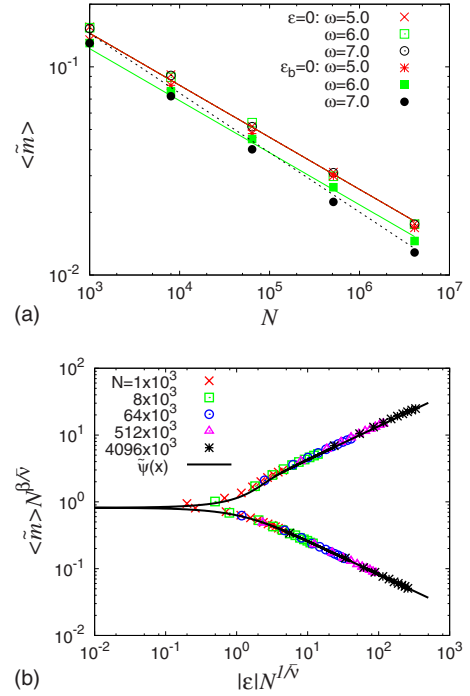 ε=0: ω=5.0
ω=6.0
ω=7.0
ε_b=0: ω=5.0
ω=6.0
ω=7.0
10^-1
10^-2
<m̃>
10^3 10^4 10^5 10^6 10^7
N
(a)
N=1x10^3
8x10^3
64x10^3
512x10^3
4096x10^3
ψ̃(x)
10^2
10^1
10^0
10^-1
10^-2
<m̃>N^β/ν̄
10^-2 10^-1 10^0 10^1 10^2 10^3
|ε|N^1/ν̄
(b)